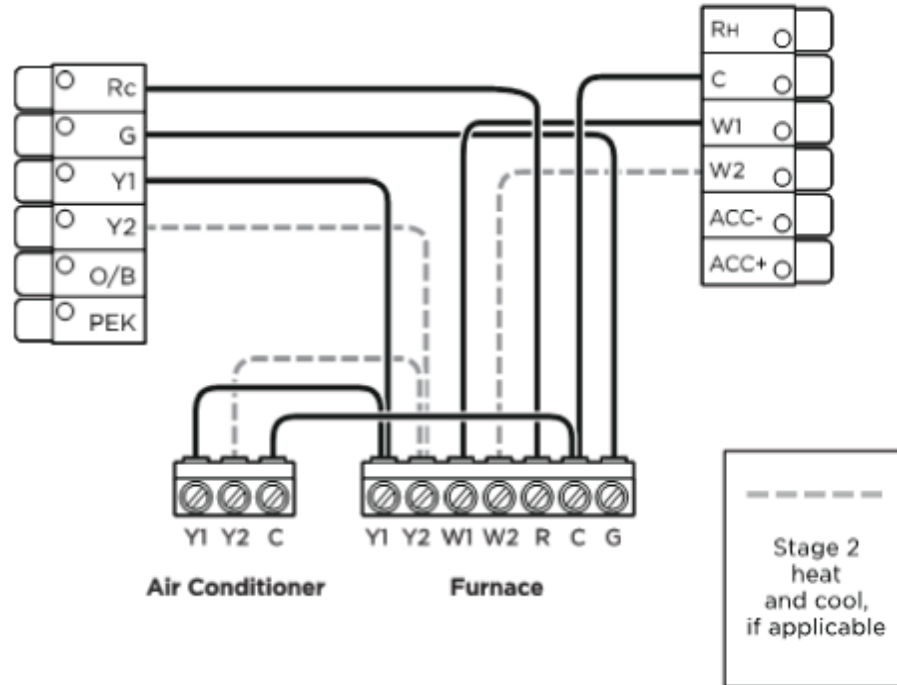 Rc
G
Y1
Y2
O/B
PEK
RH
C
W1
W2
ACC-
ACC+
Y1 Y2 C
Air Conditioner
Y1 Y2 W1 W2 R C G
Furnace
Stage 2
heat
and cool,
if applicable